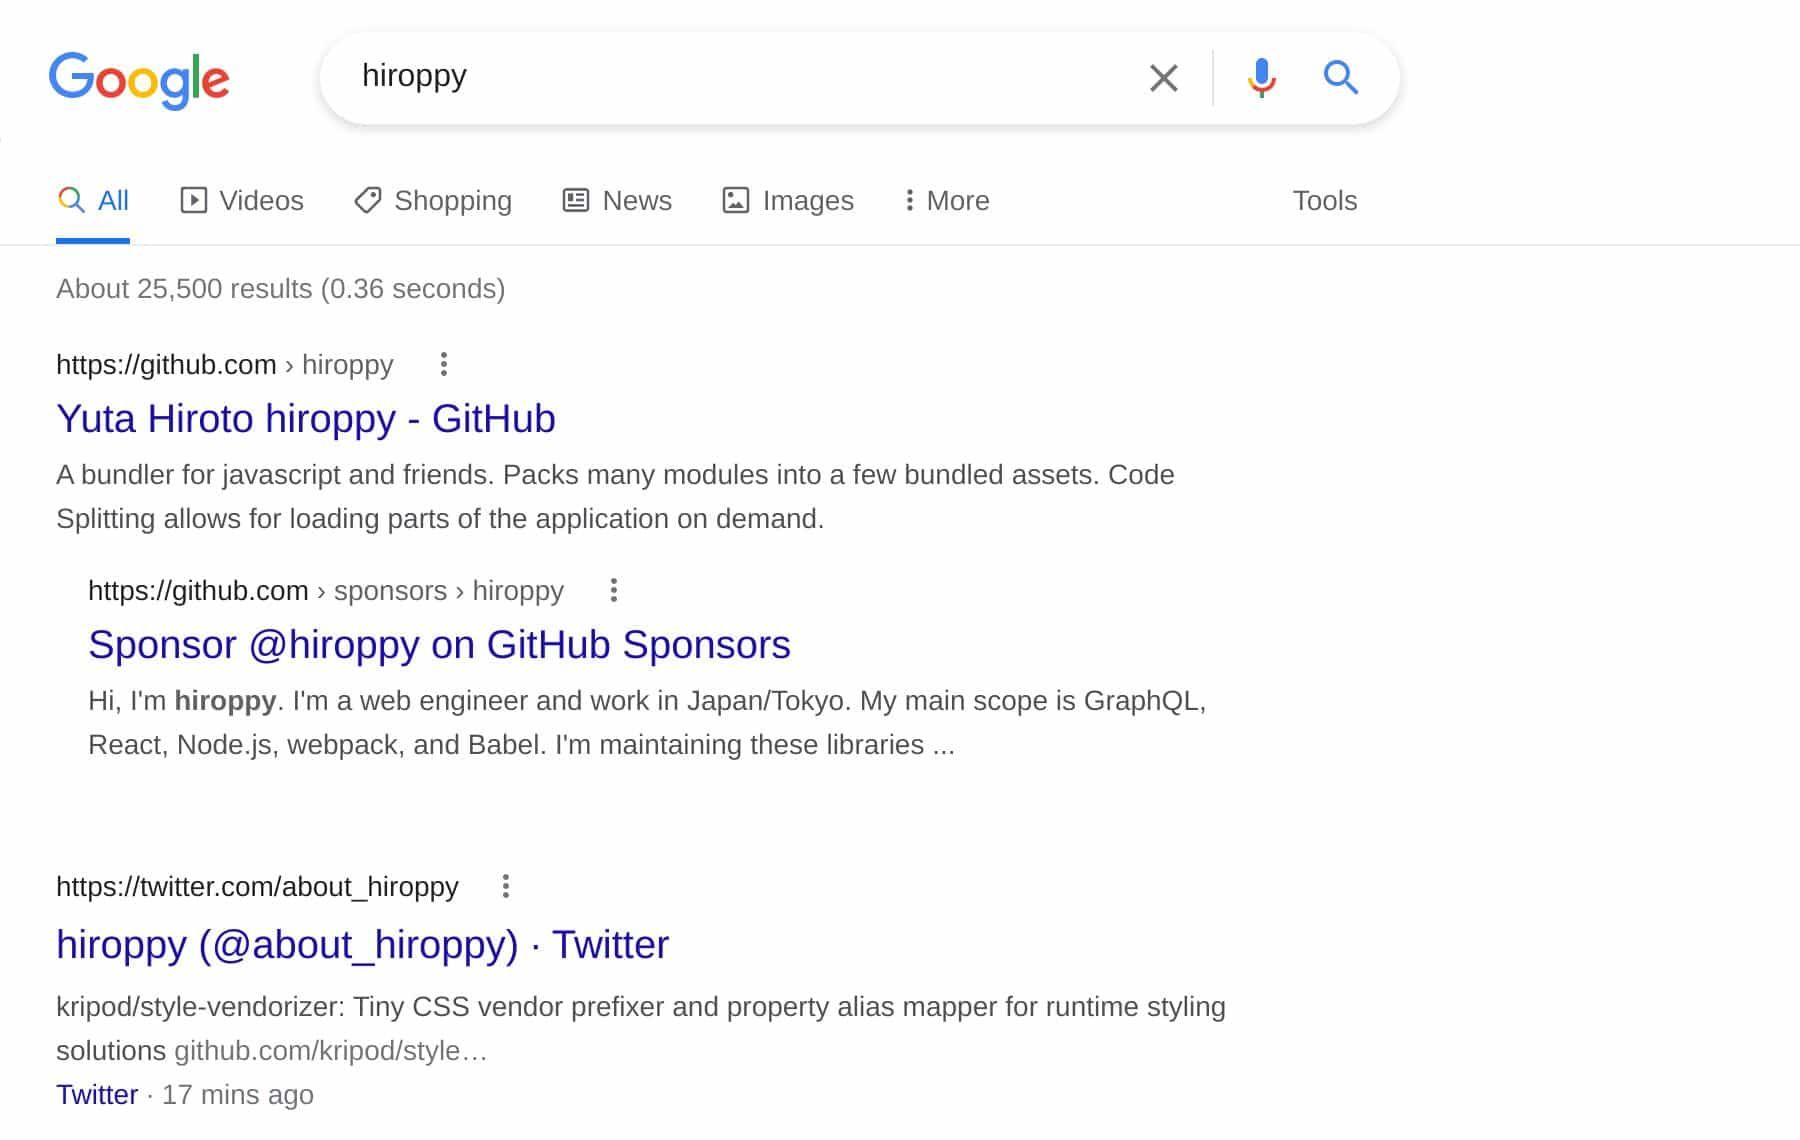 Google
hiroppy
All Videos Shopping News Images More Tools
About 25,500 results (0.36 seconds)
https://github.com › hiroppy
Yuta Hiroto hiroppy - GitHub
A bundler for javascript and friends. Packs many modules into a few bundled assets. Code
Splitting allows for loading parts of the application on demand.
https://github.com › sponsors › hiroppy
Sponsor @hiroppy on GitHub Sponsors
Hi, I'm hiroppy. I'm a web engineer and work in Japan/Tokyo. My main scope is GraphQL,
React, Node.js, webpack, and Babel. I'm maintaining these libraries ...
https://twitter.com/about_hiroppy
hiroppy (@about_hiroppy) · Twitter
kripod/style-vendorizer: Tiny CSS vendor prefixer and property alias mapper for runtime styling
solutions github.com/kripod/style…
Twitter · 17 mins ago